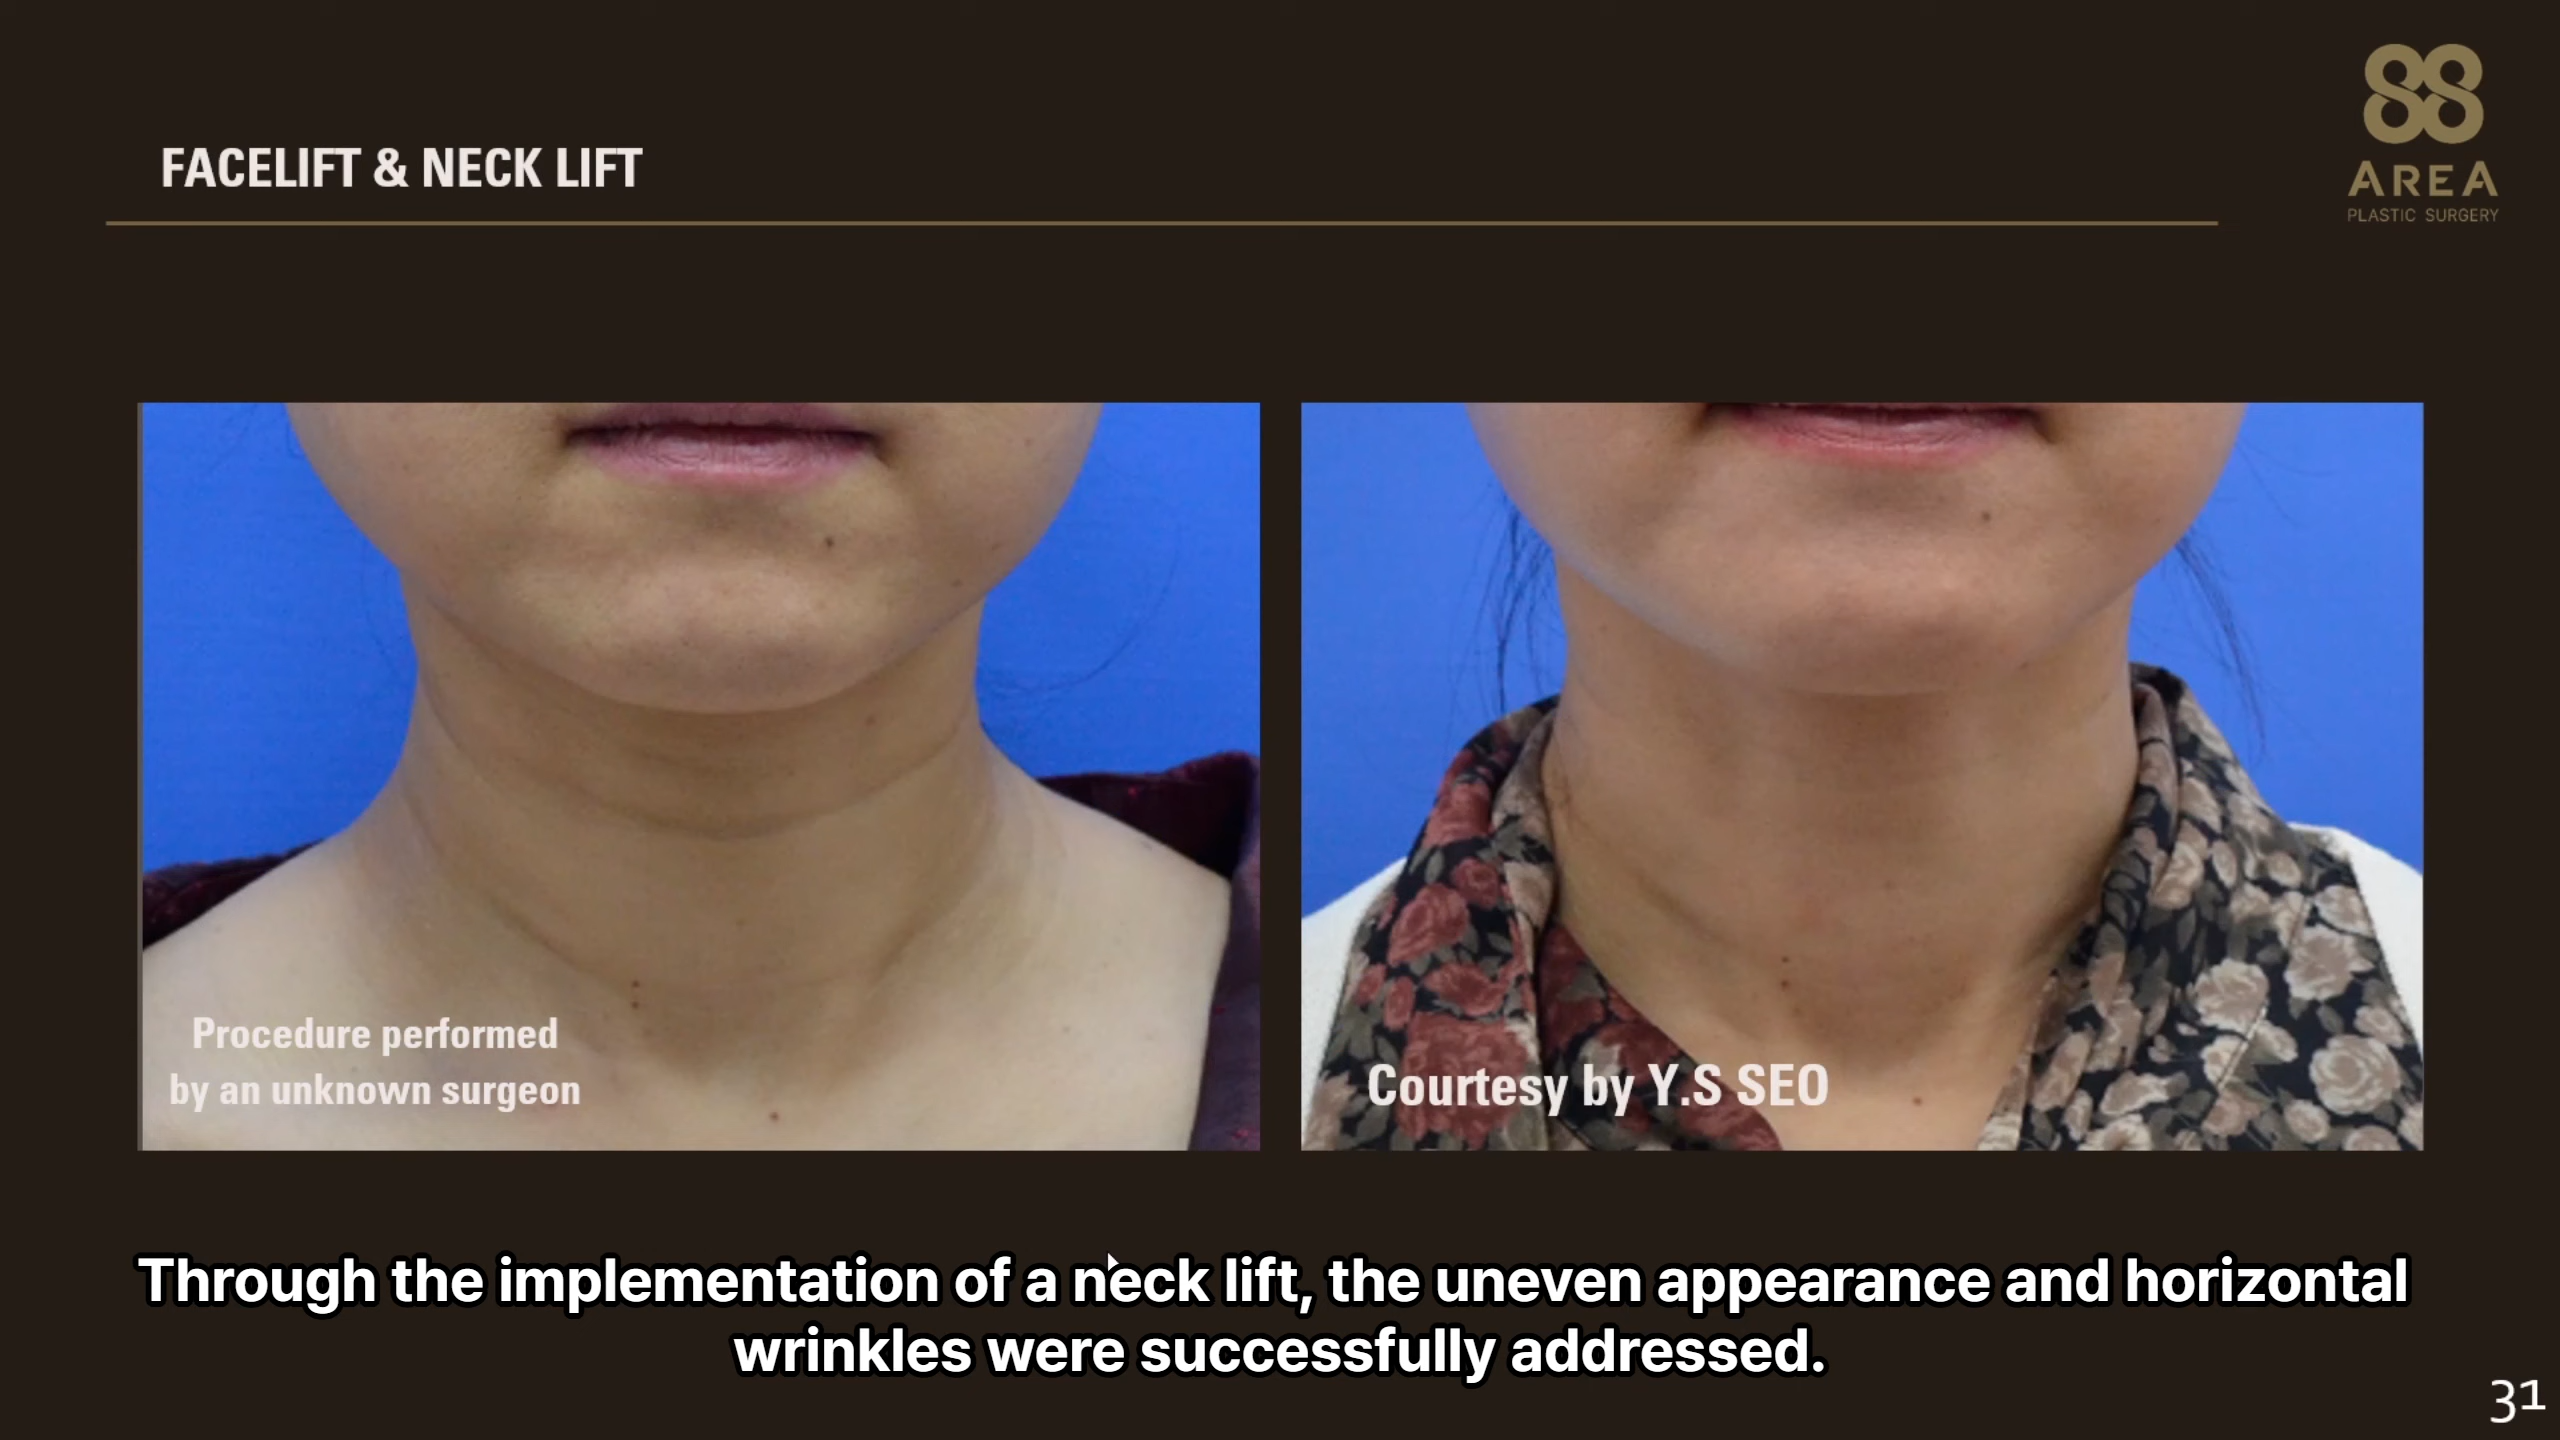 88
AREA
PLASTIC SURGERY
FACELIFT & NECK LIFT
Procedure performed
by an unknown surgeon
Courtesy by Y.S SEO
Through the implementation of a neck lift, the uneven appearance and horizontal
wrinkles were successfully addressed.
31